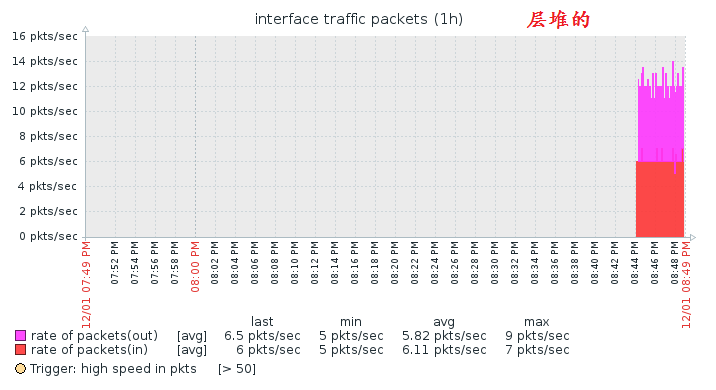 interface traffic packets (1h) 层堆的
16 pkts/sec
14 pkts/sec
12 pkts/sec
10 pkts/sec
8 pkts/sec
6 pkts/sec
4 pkts/sec
2 pkts/sec
0 pkts/sec
12/01 07:49 PM
07:52 PM
07:54 PM
07:56 PM
07:58 PM
08:00 PM
08:02 PM
08:04 PM
08:06 PM
08:08 PM
08:10 PM
08:12 PM
08:14 PM
08:16 PM
08:18 PM
08:20 PM
08:22 PM
08:24 PM
08:26 PM
08:28 PM
08:30 PM
08:32 PM
08:34 PM
08:36 PM
08:38 PM
08:40 PM
08:42 PM
08:44 PM
08:46 PM
08:48 PM
12/01 08:49 PM
last min avg max
rate of packets(out) [avg] 6.5 pkts/sec 5 pkts/sec 5.82 pkts/sec 9 pkts/sec
rate of packets(in) [avg] 6 pkts/sec 5 pkts/sec 6.11 pkts/sec 7 pkts/sec
Trigger: high speed in pkts [> 50]